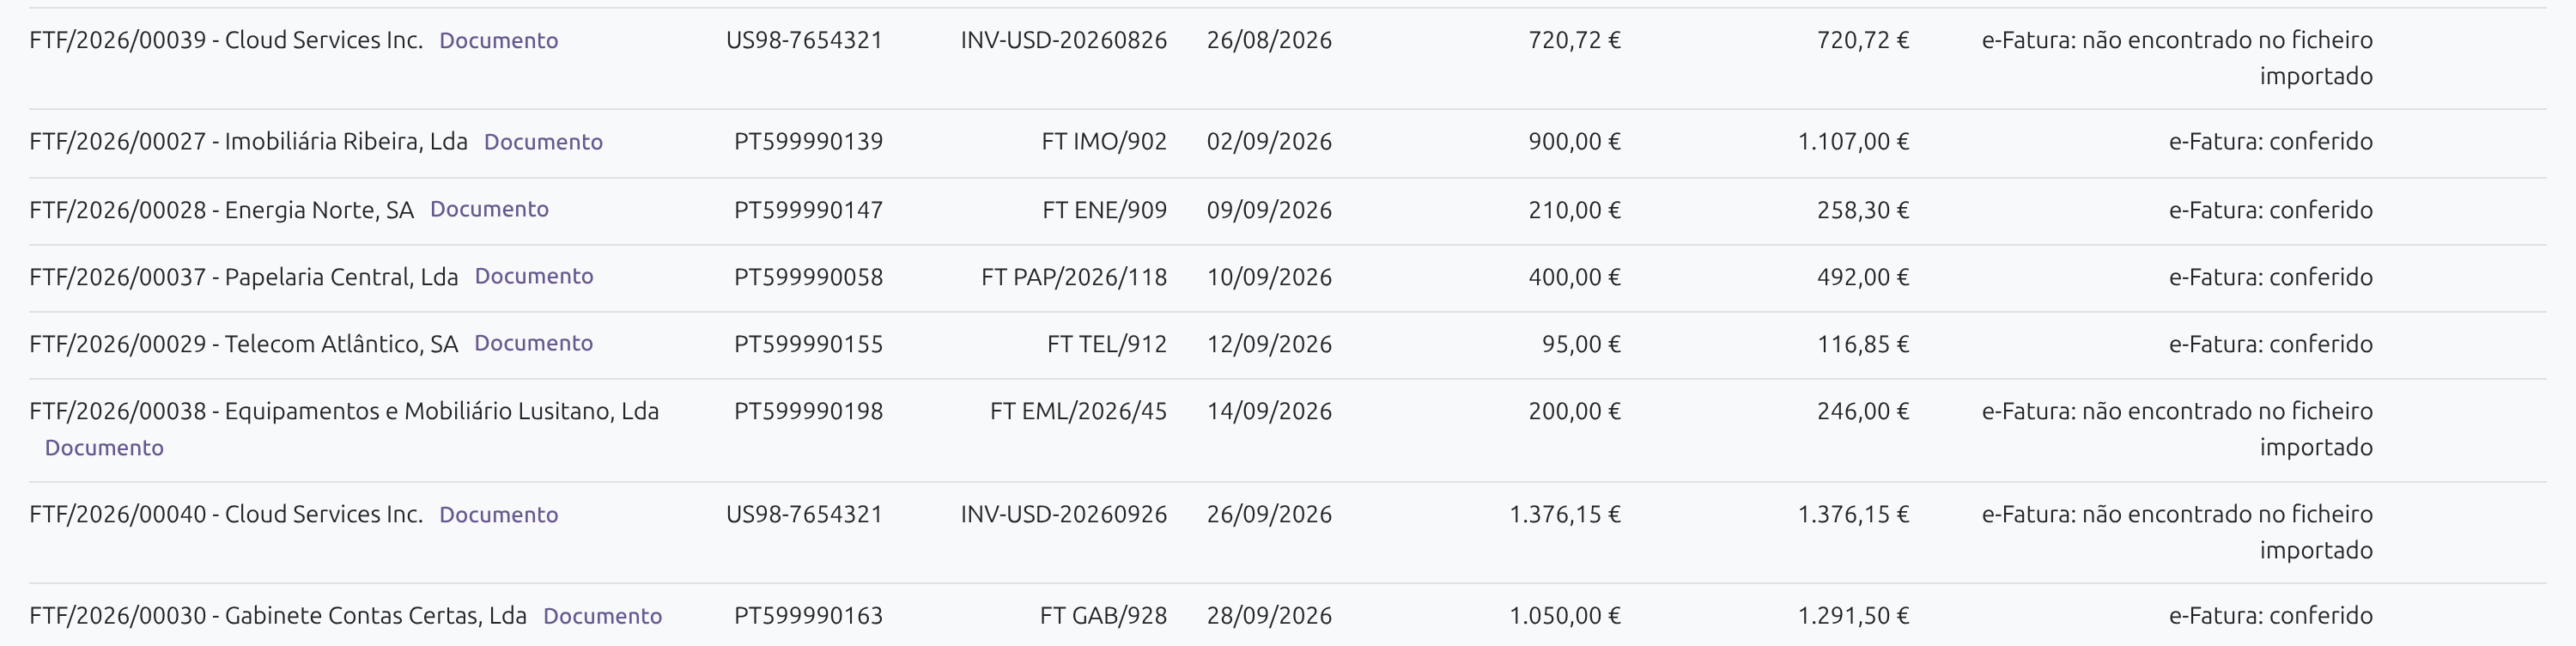 FTF/2026/00039 - Cloud Services Inc. Documento US98-7654321 INV-USD-20260826 26/08/2026 720,72 € 720,72 € e-Fatura: não encontrado no ficheiro
importado
FTF/2026/00027 - Imobiliária Ribeira, Lda Documento PT599990139 FT IMO/902 02/09/2026 900,00 € 1.107,00 € e-Fatura: conferido
FTF/2026/00028 - Energia Norte, SA Documento PT599990147 FT ENE/909 09/09/2026 210,00 € 258,30 € e-Fatura: conferido
FTF/2026/00037 - Papelaria Central, Lda Documento PT599990058 FT PAP/2026/118 10/09/2026 400,00 € 492,00 € e-Fatura: conferido
FTF/2026/00029 - Telecom Atlântico, SA Documento PT599990155 FT TEL/912 12/09/2026 95,00 € 116,85 € e-Fatura: conferido
FTF/2026/00038 - Equipamentos e Mobiliário Lusitano, Lda PT599990198 FT EML/2026/45 14/09/2026 200,00 € 246,00 € e-Fatura: não encontrado no ficheiro
Documento importado
FTF/2026/00040 - Cloud Services Inc. Documento US98-7654321 INV-USD-20260926 26/09/2026 1.376,15 € 1.376,15 € e-Fatura: não encontrado no ficheiro
importado
FTF/2026/00030 - Gabinete Contas Certas, Lda Documento PT599990163 FT GAB/928 28/09/2026 1.050,00 € 1.291,50 € e-Fatura: conferido